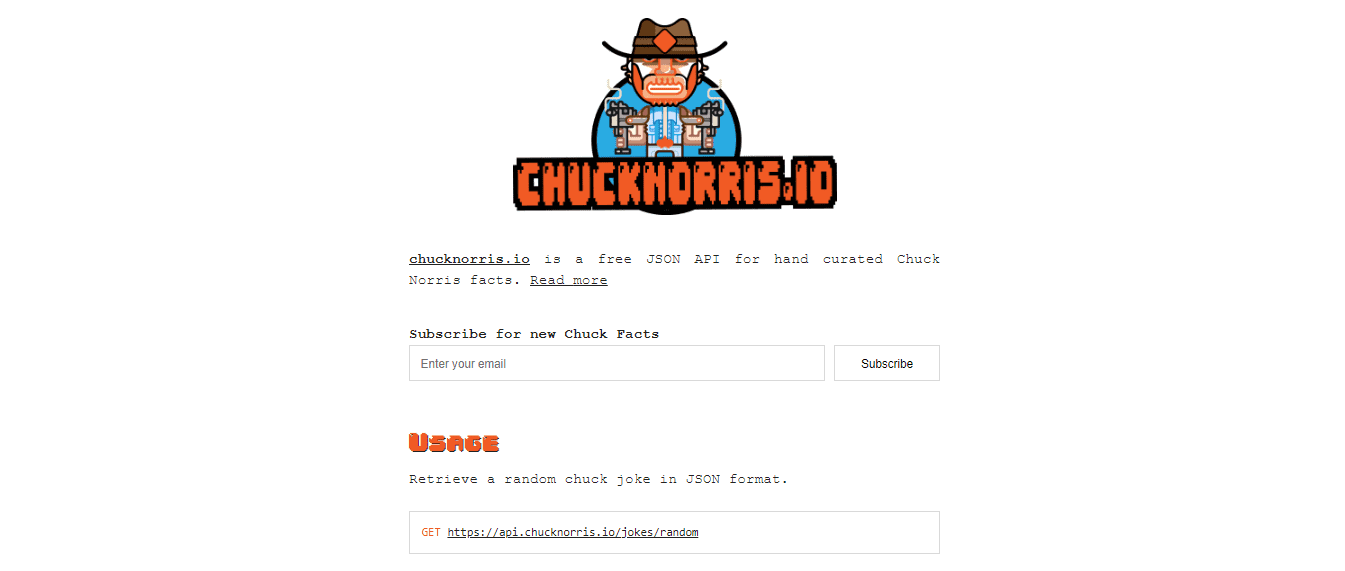 CHUCKNORRIS.IO
chucknorris.io is a free JSON API for hand curated Chuck
Norris facts. Read more
Subscribe for new Chuck Facts
Enter your email
Subscribe
Usage
Retrieve a random chuck joke in JSON format.
GET https://api.chucknorris.io/jokes/random